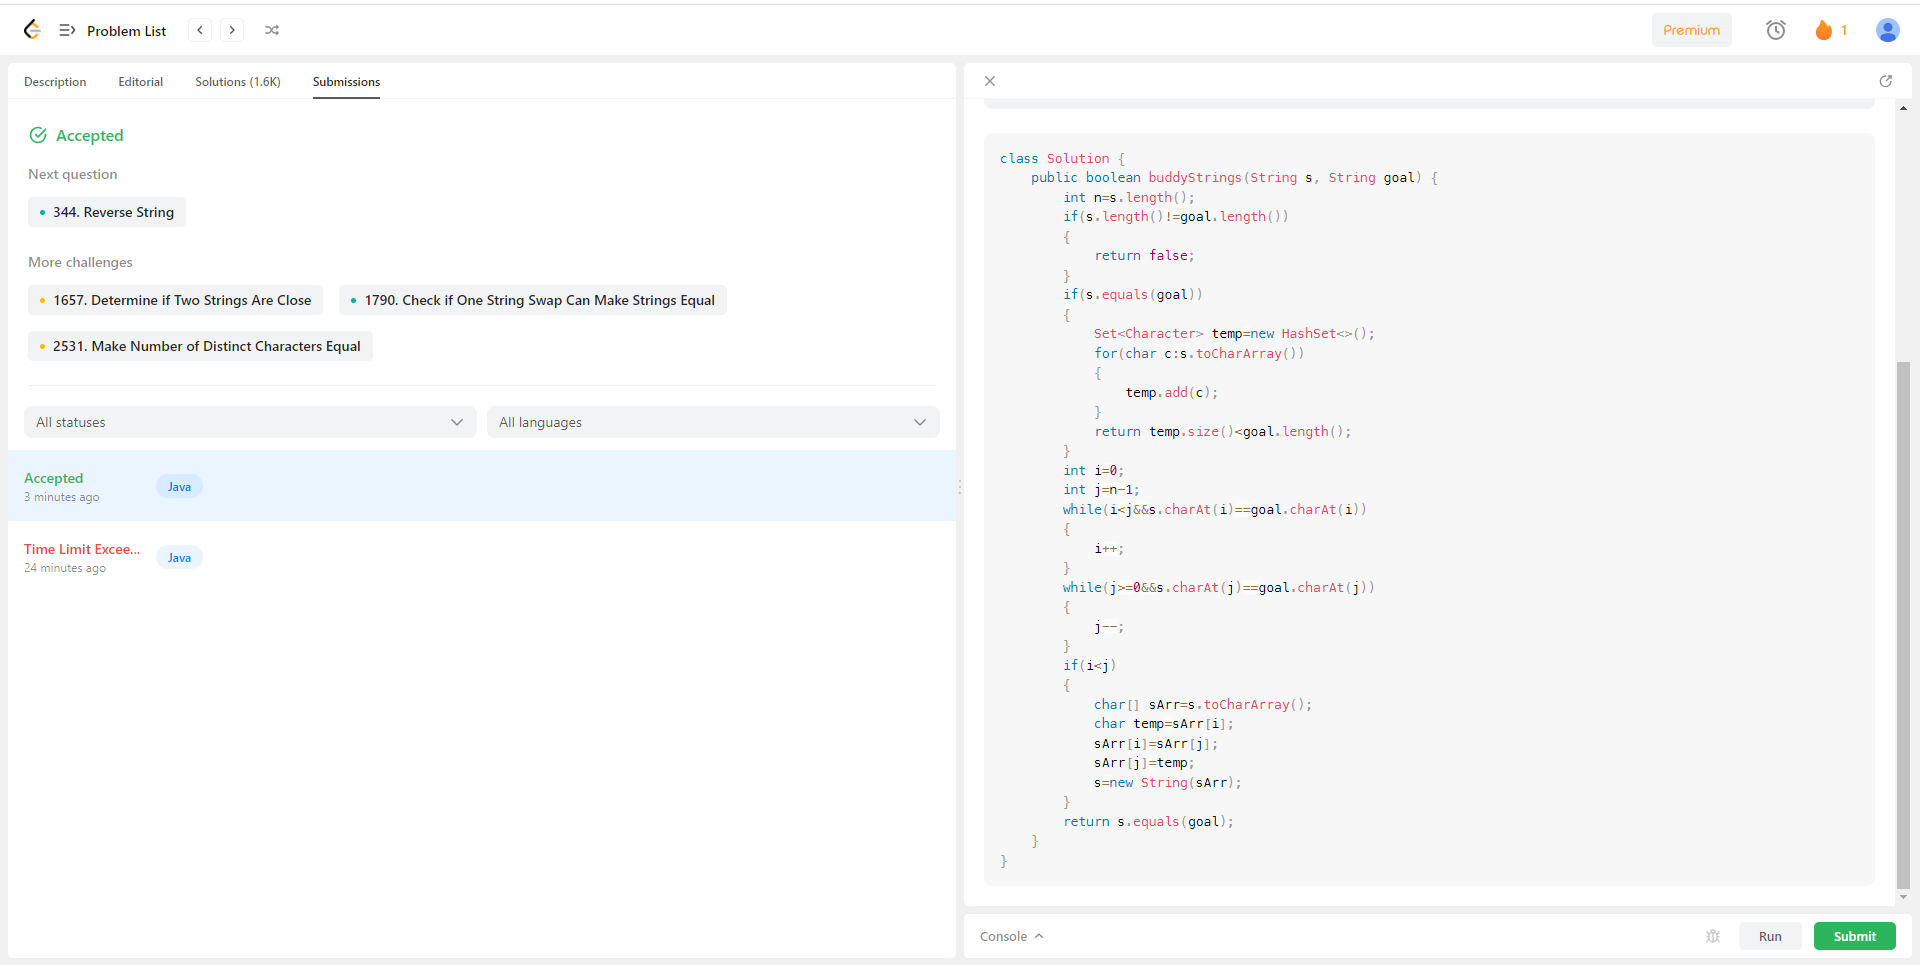 Problem List
Premium
1
Description Editorial Solutions (1.6K) Submissions
Accepted
Next question
344. Reverse String
More challenges
1657. Determine if Two Strings Are Close
1790. Check if One String Swap Can Make Strings Equal
2531. Make Number of Distinct Characters Equal
All statuses
All languages
Accepted
3 minutes ago
Java
Time Limit Excee...
24 minutes ago
Java
class Solution {
    public boolean buddyStrings(String s, String goal) {
        int n=s.length();
        if(s.length()!=goal.length())
        {
            return false;
        }
        if(s.equals(goal))
        {
            Set<Character> temp=new HashSet<>();
            for(char c:s.toCharArray())
            {
                temp.add(c);
            }
            return temp.size()<goal.length();
        }
        int i=0;
        int j=n-1;
        while(i<j&&s.charAt(i)==goal.charAt(i))
        {
            i++;
        }
        while(j>=0&&s.charAt(j)==goal.charAt(j))
        {
            j--;
        }
        if(i<j)
        {
            char[] sArr=s.toCharArray();
            char temp=sArr[i];
            sArr[i]=sArr[j];
            sArr[j]=temp;
            s=new String(sArr);
        }
        return s.equals(goal);
    }
}
Console
Run
Submit